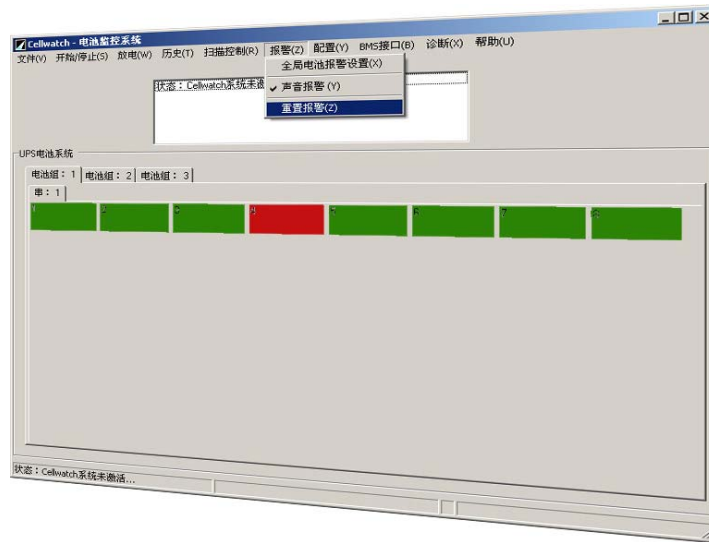 Cellwatch - 电池监控系统
文件(V) 开始/停止(S) 放电(W) 历史(T) 扫描控制(R) 报警(Z) 配置(Y) BMS接口(B) 诊断(X) 帮助(U)
全局电池报警设置(X)
声音报警(Y)
重置报警(Z)
状态：Cellwatch系统未激
UPS电池系统
电池组：1 电池组：2 电池组：3
串：1
1 2 3 4 5 6 7 8
状态：Cellwatch系统未激活...